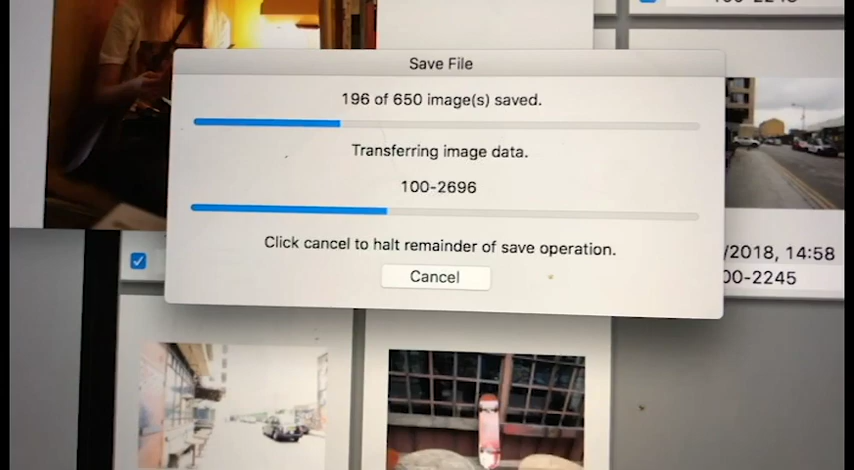 Save File
196 of 650 image(s) saved.
Transferring image data.
100-2696
Click cancel to halt remainder of save operation.
Cancel
/2018, 14:58
00-2245